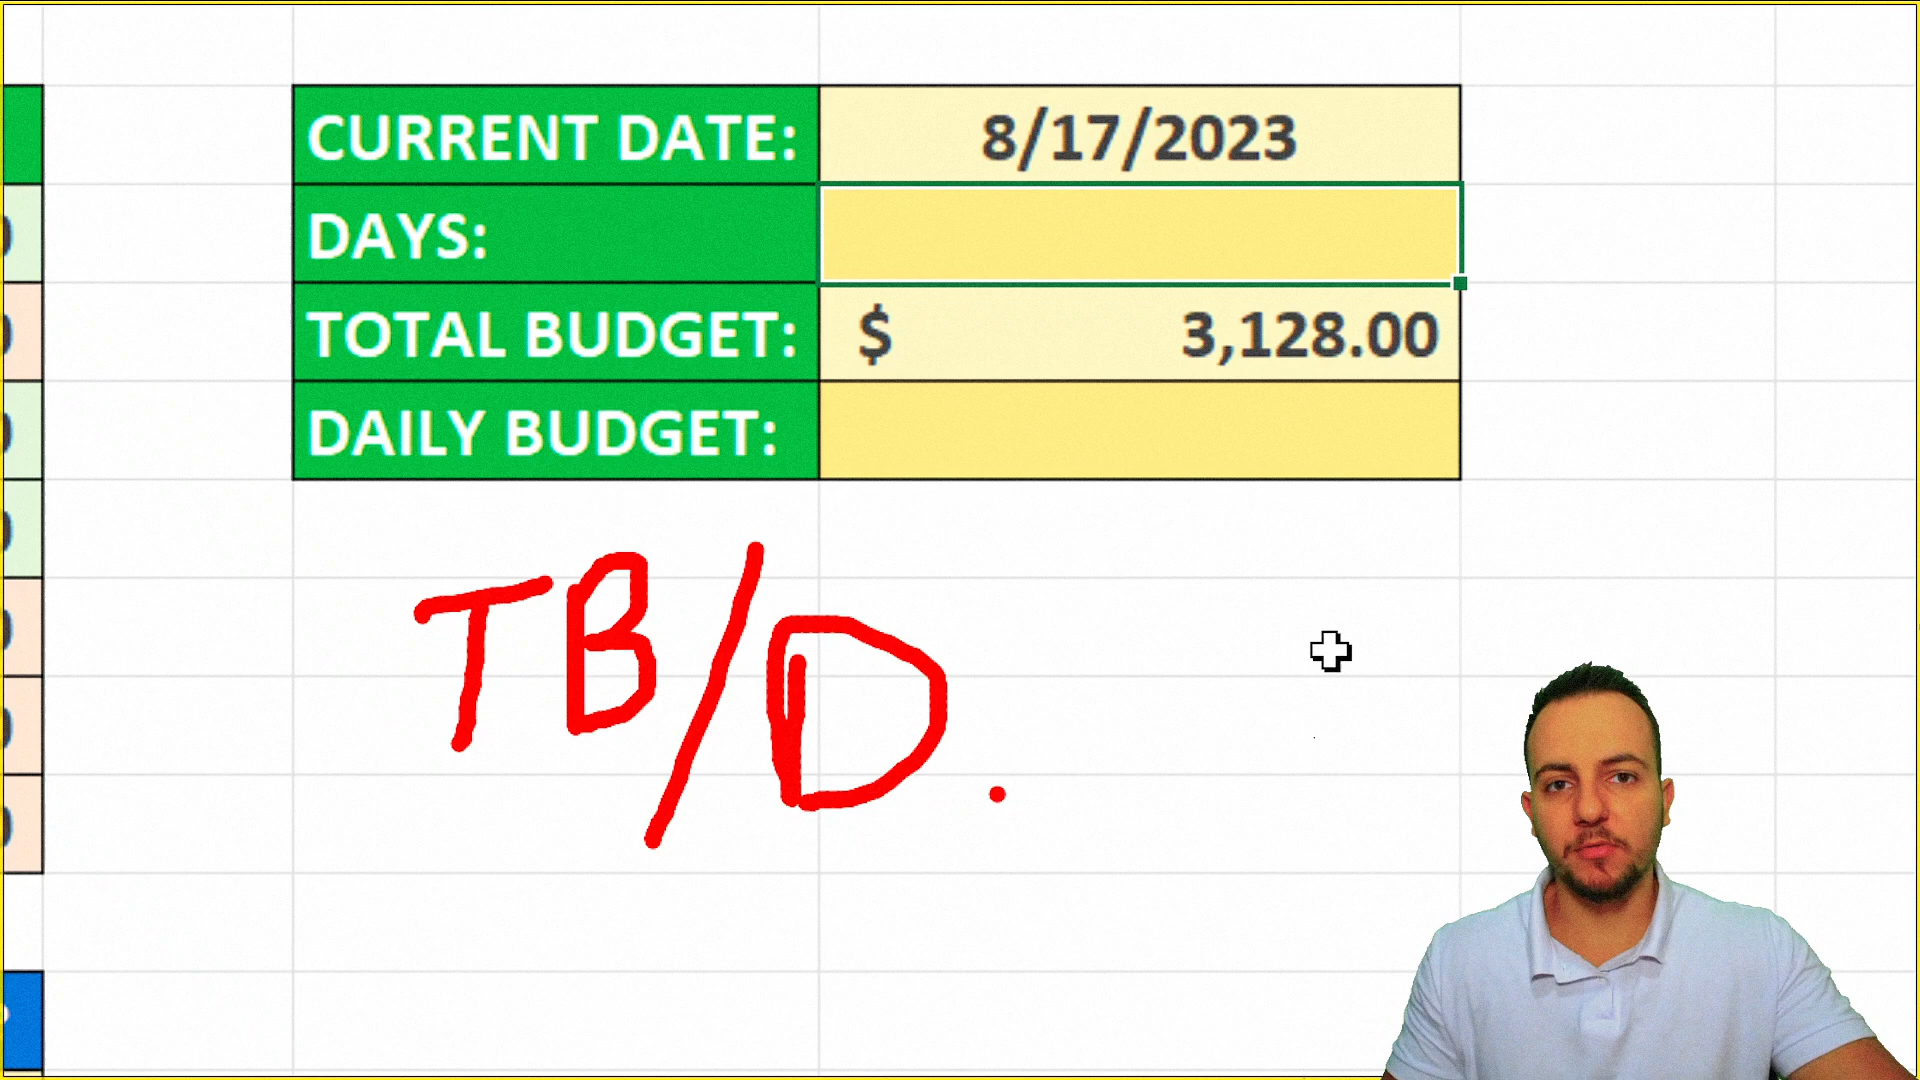 CURRENT DATE: 8/17/2023
DAYS:
TOTAL BUDGET: $ 3,128.00
DAILY BUDGET:
TB/D.